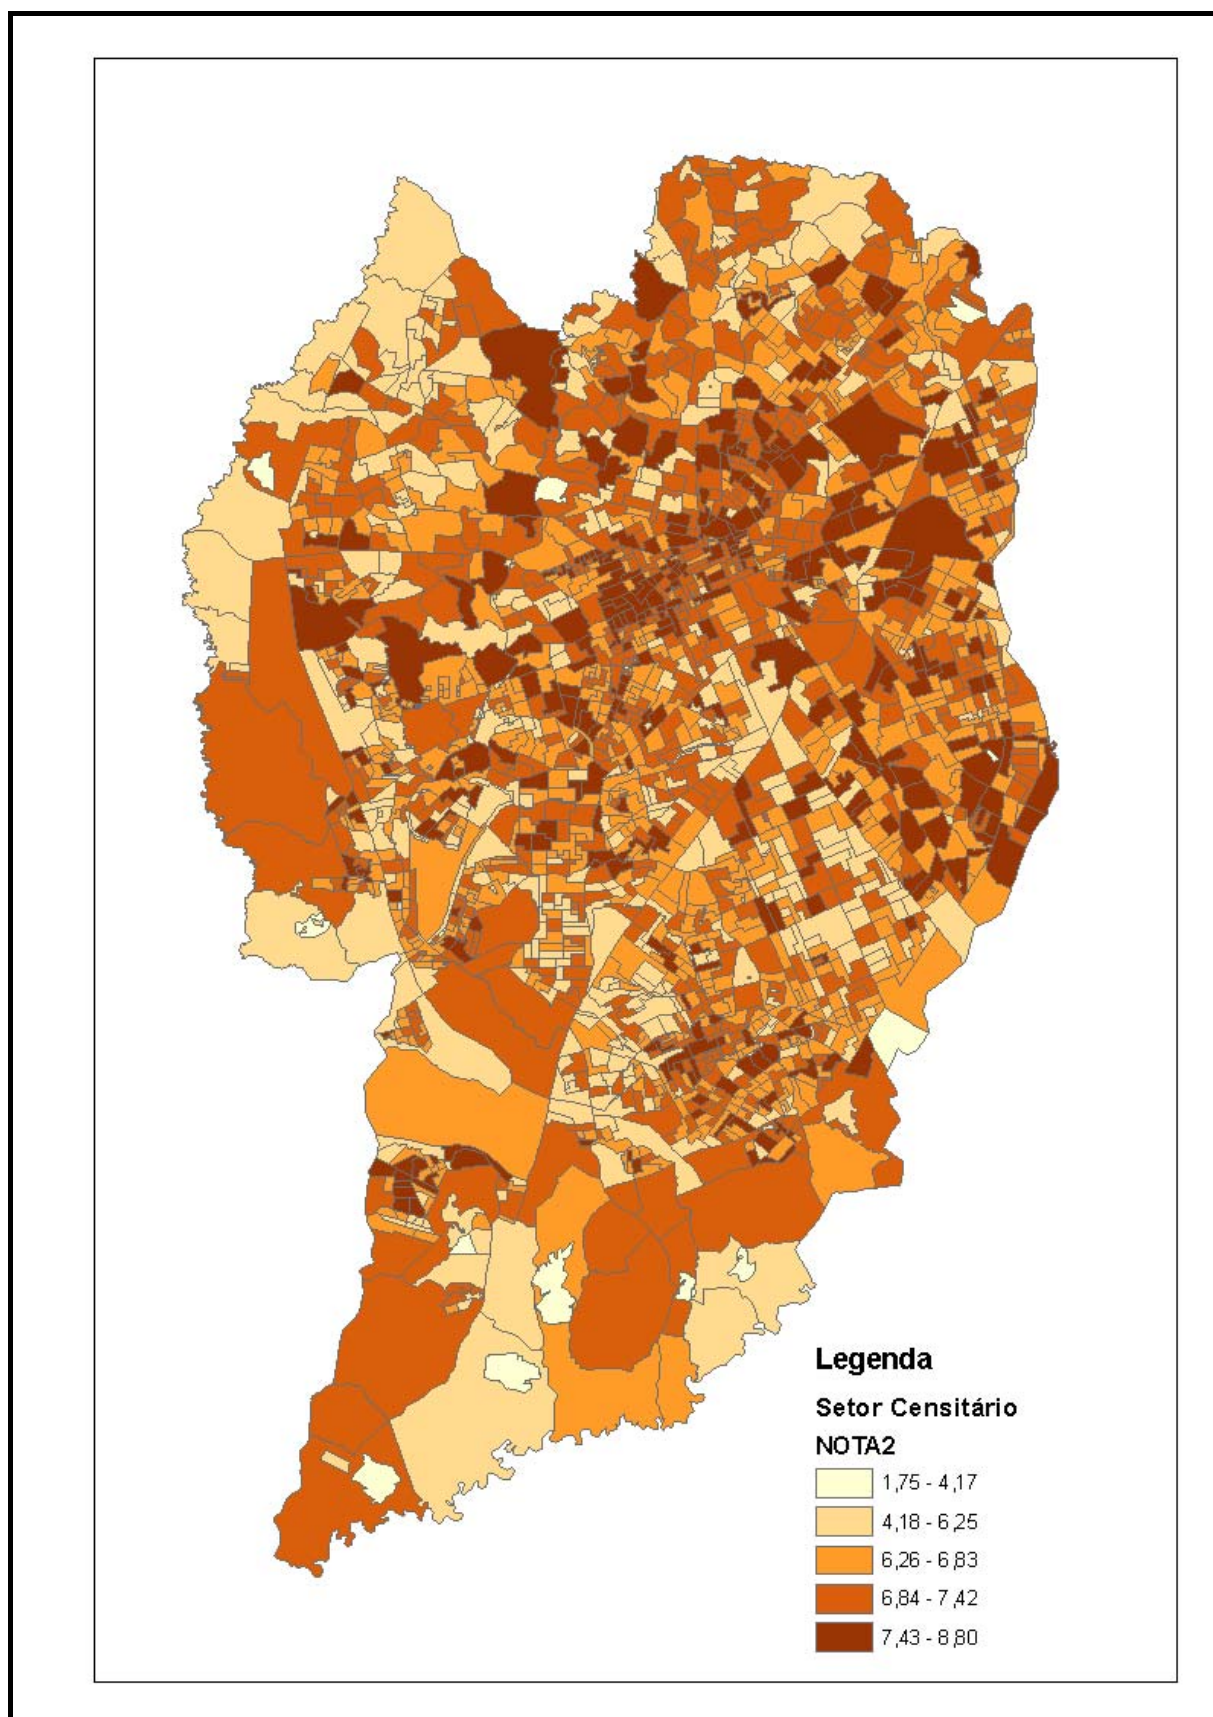 Legenda
Setor Censitário
NOTA2
1,75 - 4,17
4,18 - 6,25
6,26 - 6,83
6,84 - 7,42
7,43 - 8,80